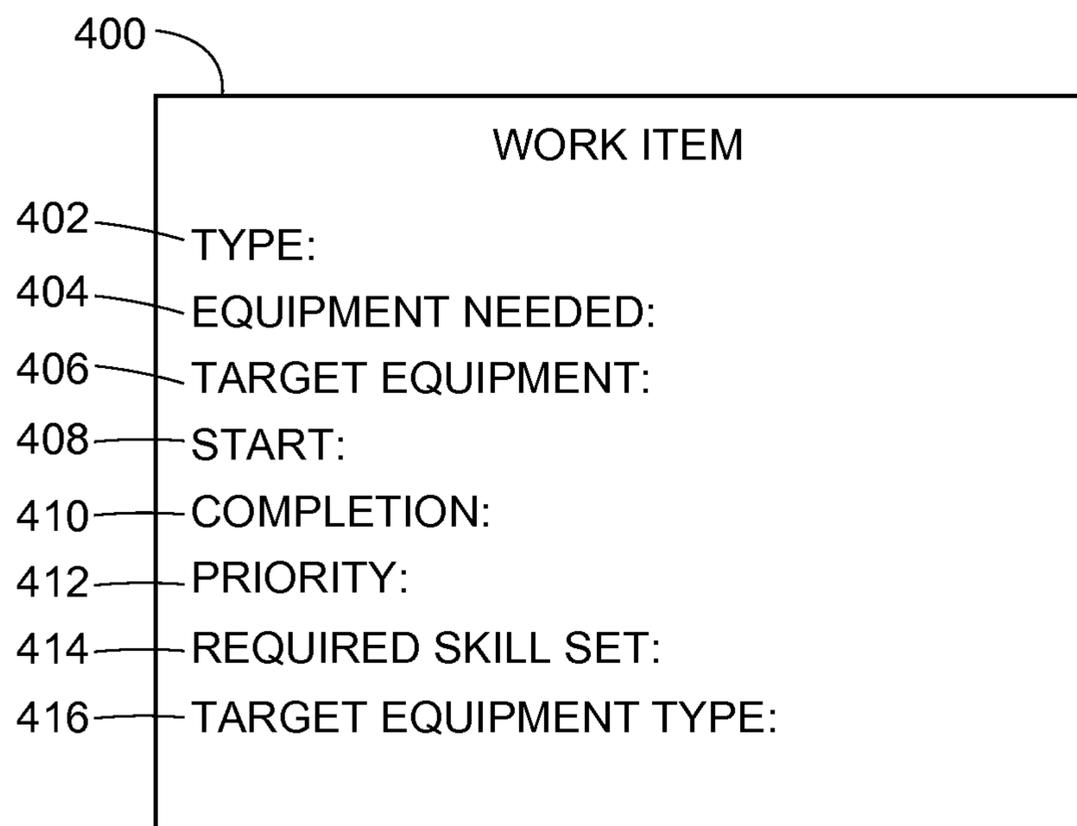 400
WORK ITEM
402 TYPE:
404 EQUIPMENT NEEDED:
406 TARGET EQUIPMENT:
408 START:
410 COMPLETION:
412 PRIORITY:
414 REQUIRED SKILL SET:
416 TARGET EQUIPMENT TYPE: